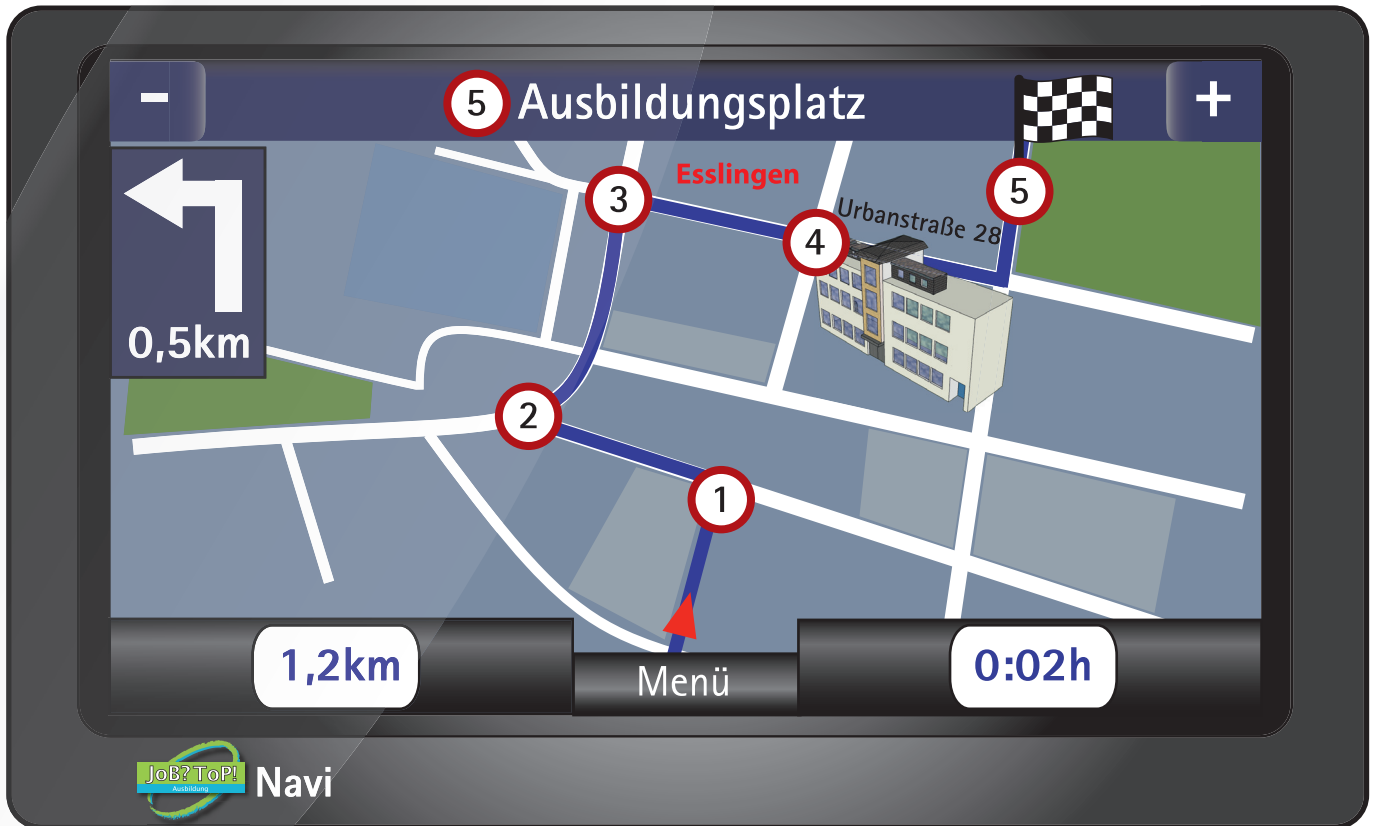 -
5 Ausbildungsplatz
+
0,5km
3
Esslingen
4
Urbanstraße 28
5
2
1
1,2km
Menü
0:02h
JoB? ToP!
Ausbildung
Navi